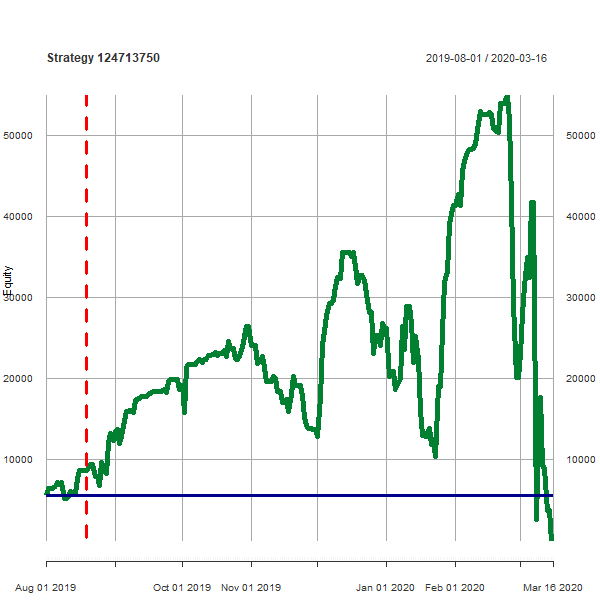 Strategy 124713750
2019-08-01 / 2020-03-16
50000
50000
40000
40000
Equity
30000
30000
20000
20000
10000
10000
Aug 01 2019
Oct 01 2019
Nov 01 2019
Jan 01 2020
Feb 01 2020
Mar 16 2020